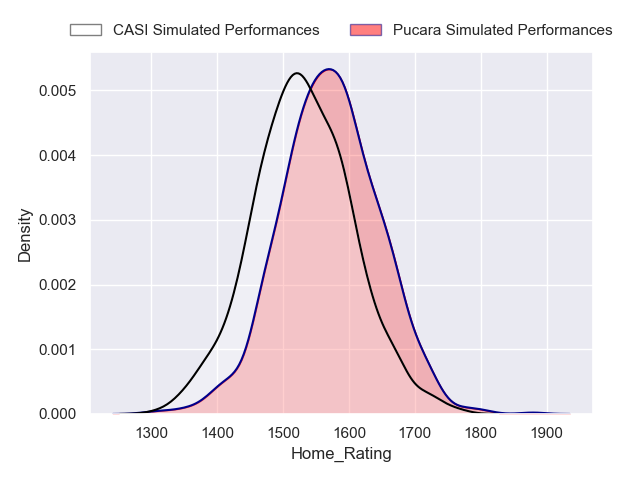 CASI Simulated Performances Pucara Simulated Performances
0.005
0.004
0.003
0.002
0.001
0.000
Density
1300 1400 1500 1600 1700 1800 1900
Home_Rating